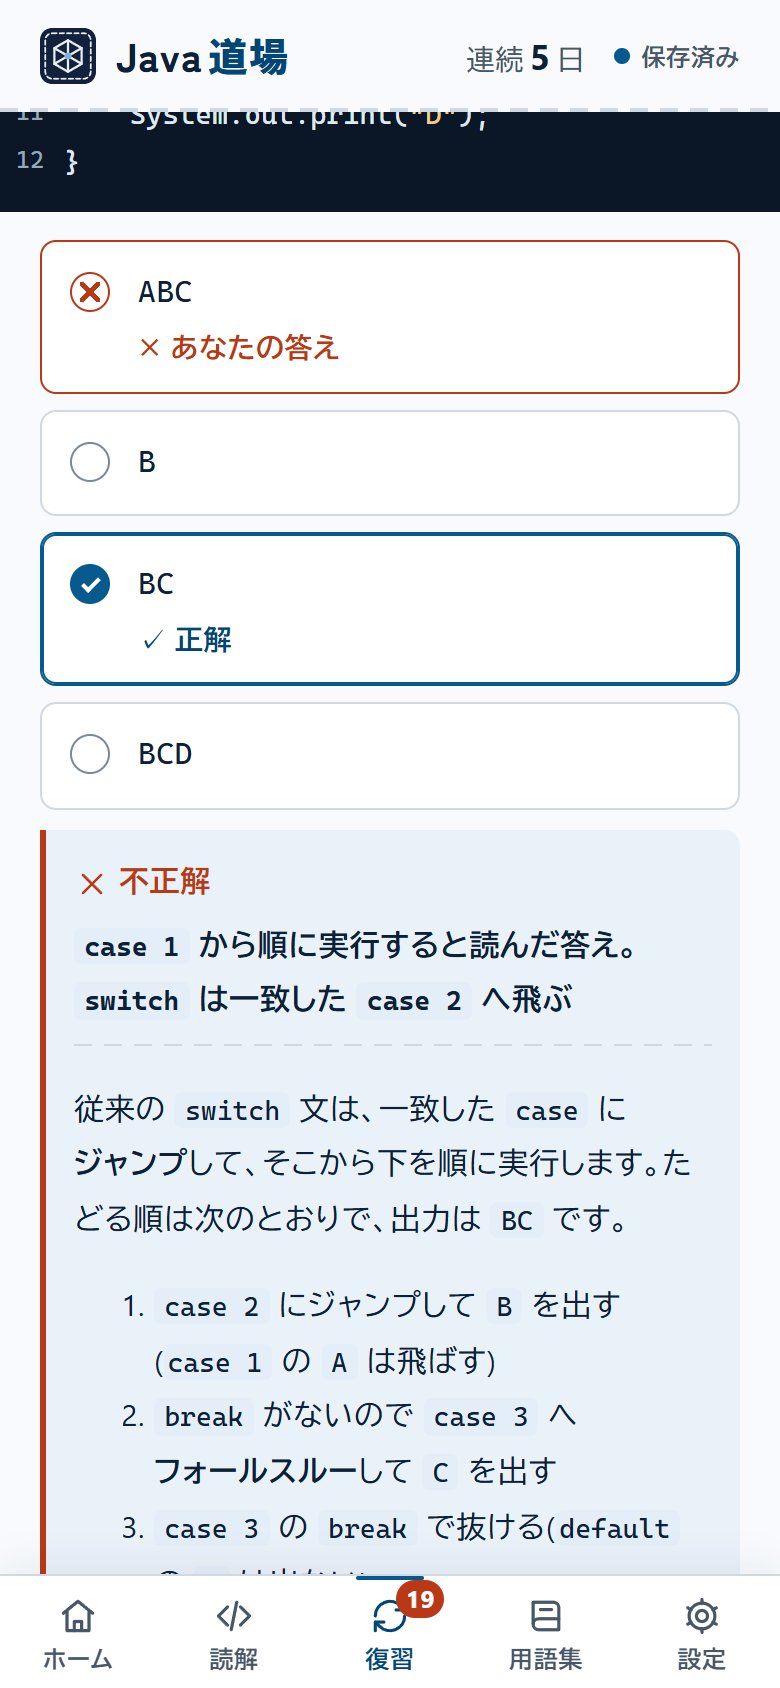 Java 道場
連続 5 日 保存済み
11 System.out.print("D");
12 }
ABC
× あなたの答え
B
BC
✓ 正解
BCD
× 不正解
case 1 から順に実行すると読んだ答え。
switch は一致した case 2 へ飛ぶ
従来の switch 文は、一致した case に
ジャンプして、そこから下を順に実行します。た
どる順は次のとおりで、出力は BC です。
1. case 2 にジャンプして B を出す
(case 1 の A は飛ばす)
2. break がないので case 3 へ
フォールスルーして C を出す
3. case 3 の break で抜ける(default
19
ホーム 読解 復習 用語集 設定